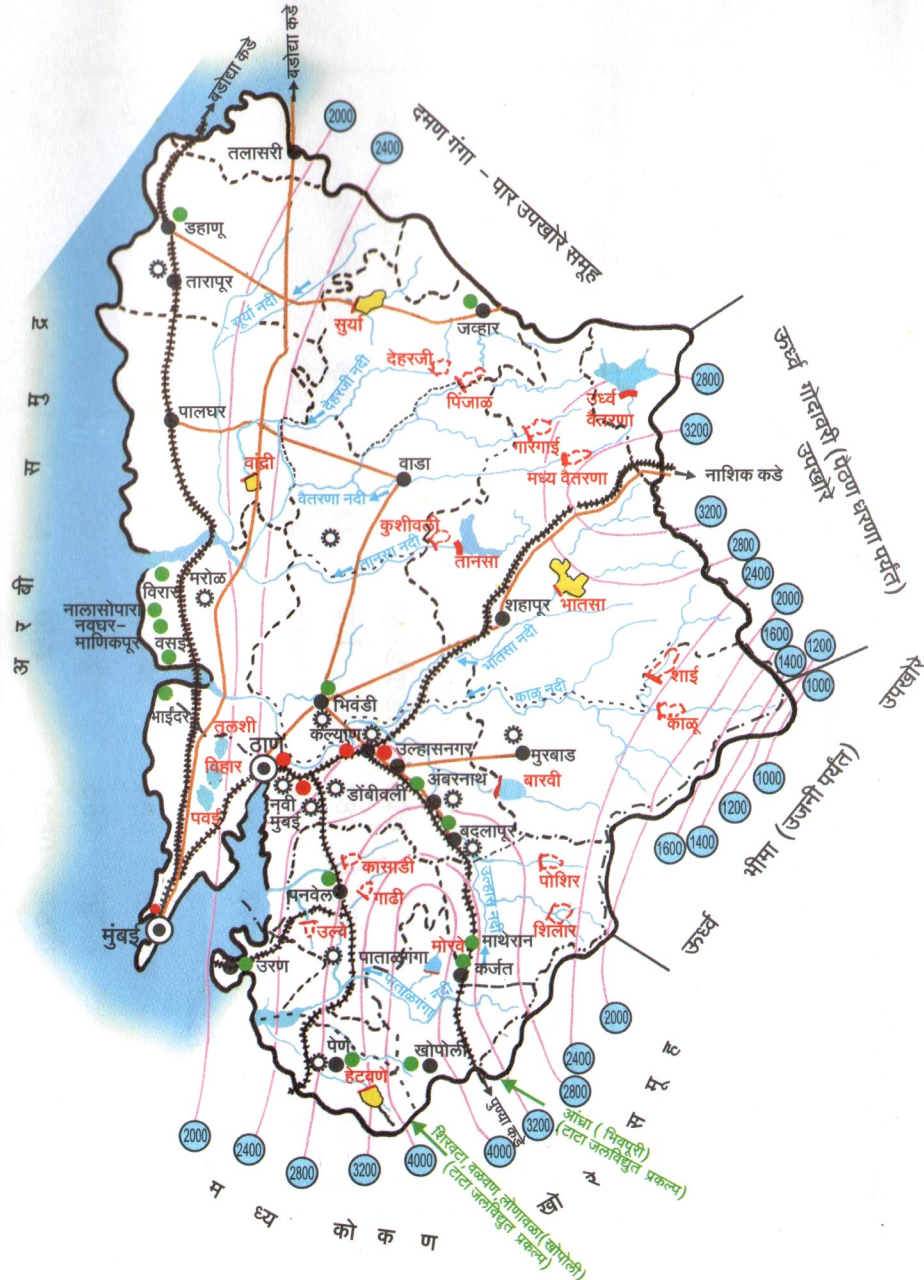 बडोद्या कडे
बडोद्या कडे
2000
2400
दमण गंगा - पार उपखोरे समूह
तलासरी
डहाणू
तारापूर
सूर्या नदी
सुर्या
जव्हार
देहरजी
देहरजी नदी
पिंजाळ
उर्ध्व
वैतरणा
2800
3200
ऊर्ध्व गोदावरी (पैठण धरणा पर्यंत)
उपखोरे
पालघर
वांद्री
वाडा
गारगाई
मध्य वैतरणा
नाशिक कडे
वैतरणा नदी
कुशीवली
तानसा नदी
तानसा
3200
2800
2400
2000
1600
1400
1200
1000
अ र बी स मु द्र
विरार
मरोळ
नालासोपारा
नवघर-
माणिकपूर
वसई
शहापूर
भातसा
भातसा नदी
काळु नदी
शाई
काळू
उपखोरे
भाईंदर
भिवंडी
तुलशी
ठाणे
कल्याण
उल्हासनगर
मुरबाड
विहार
पवई
नवी
मुंबई
डोंबीवली
अंबरनाथ
बारवी
बदलापूर
1000
1200
1400
1600
भीमा (उजनी पर्यंत)
ऊर्ध्व
कासाडी
पनवेल
गाढी
उल्हास नदी
पोशिर
शिलार
मुंबई
उल्वे
मोरवे
माथेरान
उरण
पाताळगंगा
कर्जत
पाताळगंगा
नदी
पेण
हेटवणे
खोपोली
पुण्या कडे
2000
2400
2800
3200
4000
4000
3200
2800
2400
2000
आंध्रा ( भिवपूरी)
(टाटा जलविद्युत प्रकल्प)
शिरवटा, वळवण, लोणावळा(खोपोली)
(टाटा जलविद्युत प्रकल्प)
म ध्य को क ण खो रे स मू ह